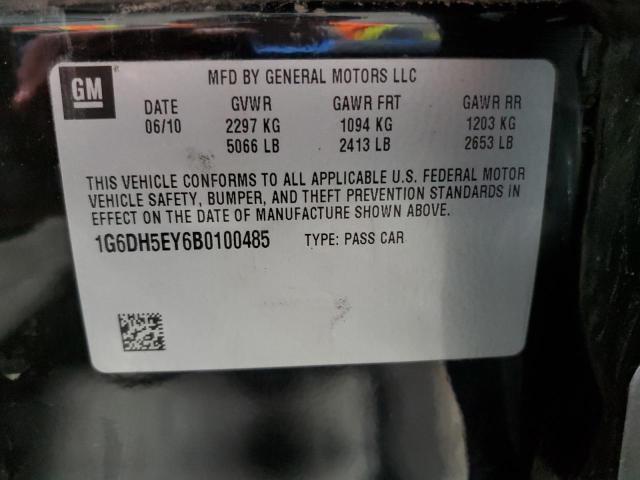 GM
MFD BY GENERAL MOTORS LLC
DATE GVWR GAWR FRT GAWR RR
06/10 2297 KG 1094 KG 1203 KG
5066 LB 2413 LB 2653 LB
THIS VEHICLE CONFORMS TO ALL APPLICABLE U.S. FEDERAL MOTOR
VEHICLE SAFETY, BUMPER, AND THEFT PREVENTION STANDARDS IN
EFFECT ON THE DATE OF MANUFACTURE SHOWN ABOVE.
1G6DH5EY6B0100485 TYPE: PASS CAR